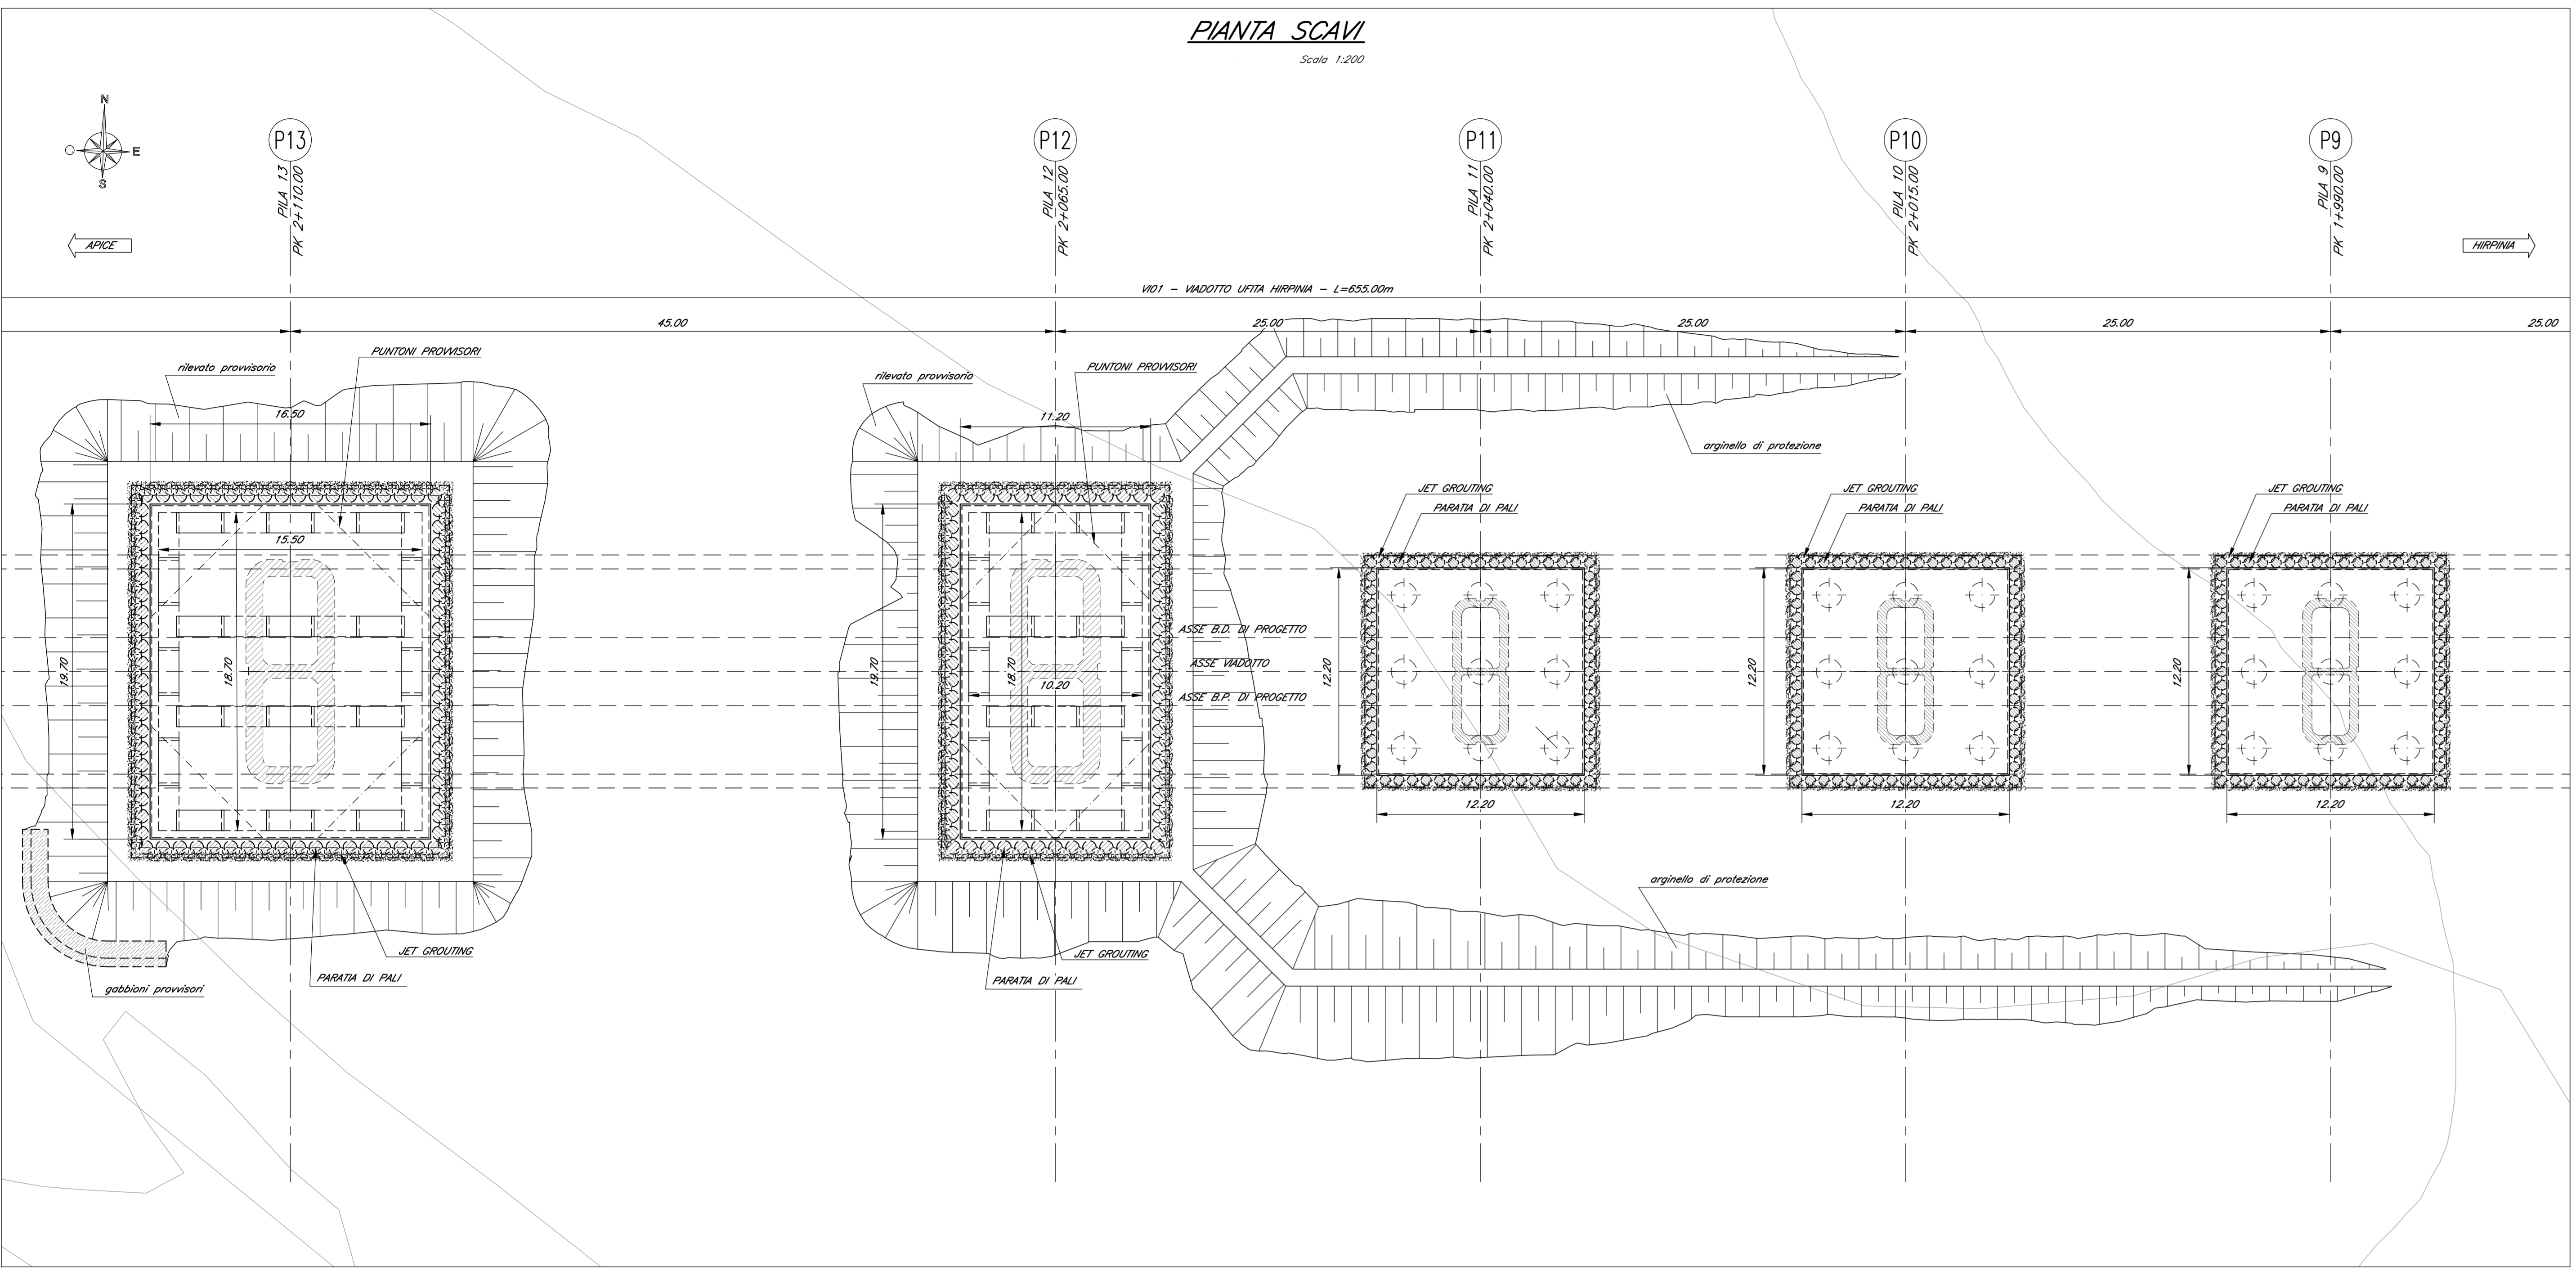 PIANTA SCAVI
Scala 1:200
N
O
E
S
P13
P12
P11
P10
P9
PILA 13
PK 2+110.00
PILA 12
PK 2+065.00
PILA 11
PK 2+040.00
PILA 10
PK 2+015.00
PILA 9
PK 1+990.00
APICE
HIRPINIA
VI01 - VIADOTTO UFITA HIRPINIA - L=655.00m
45.00
25.00
25.00
25.00
25.00
PUNTONI PROVVISORI
rilevato provvisorio
16.50
PUNTONI PROVVISORI
rilevato provvisorio
11.20
arginello di protezione
JET GROUTING
PARATIA DI PALI
JET GROUTING
PARATIA DI PALI
JET GROUTING
PARATIA DI PALI
15.50
19.70
18.70
19.70
18.70
10.20
ASSE B.D. DI PROGETTO
ASSE VIADOTTO
ASSE B.P. DI PROGETTO
12.20
12.20
12.20
12.20
12.20
12.20
arginello di protezione
JET GROUTING
PARATIA DI PALI
gabbioni provvisori
JET GROUTING
PARATIA DI PALI